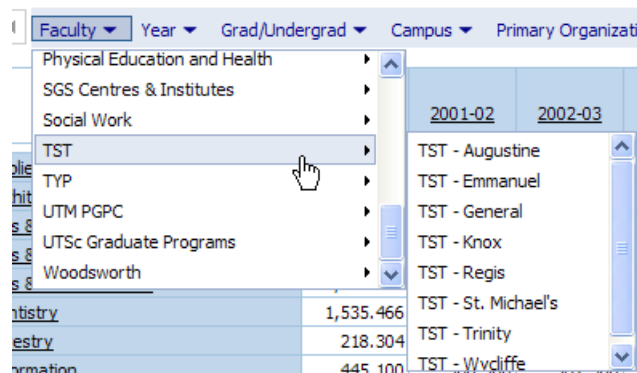 Faculty Year Grad/Undergrad Campus Primary Organizati
Physical Education and Health
SGS Centres & Institutes
Social Work
TST
TYP
UTM PGPC
UTSc Graduate Programs
Woodsworth
2001-02 2002-03
TST - Augustine
TST - Emmanuel
TST - General
TST - Knox
TST - Regis
TST - St. Michael's
TST - Trinity
TST - Wycliffe
ntistry 1,535.466
estry 218.304
ormation 445.100